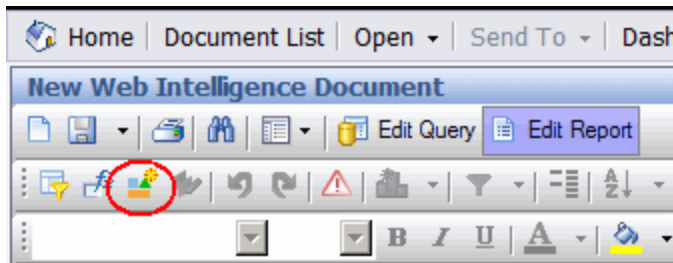 Home Document List Open Send To Dash
New Web Intelligence Document
Edit Query Edit Report
B I U A